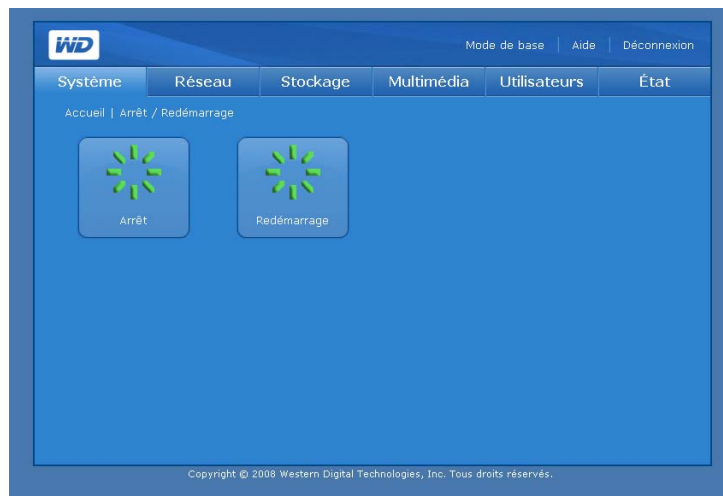 WD
Mode de base | Aide | Déconnexion
Système Réseau Stockage Multimédia Utilisateurs État
Accueil | Arrêt / Redémarrage
Arrêt Redémarrage
Copyright © 2008 Western Digital Technologies, Inc. Tous droits réservés.